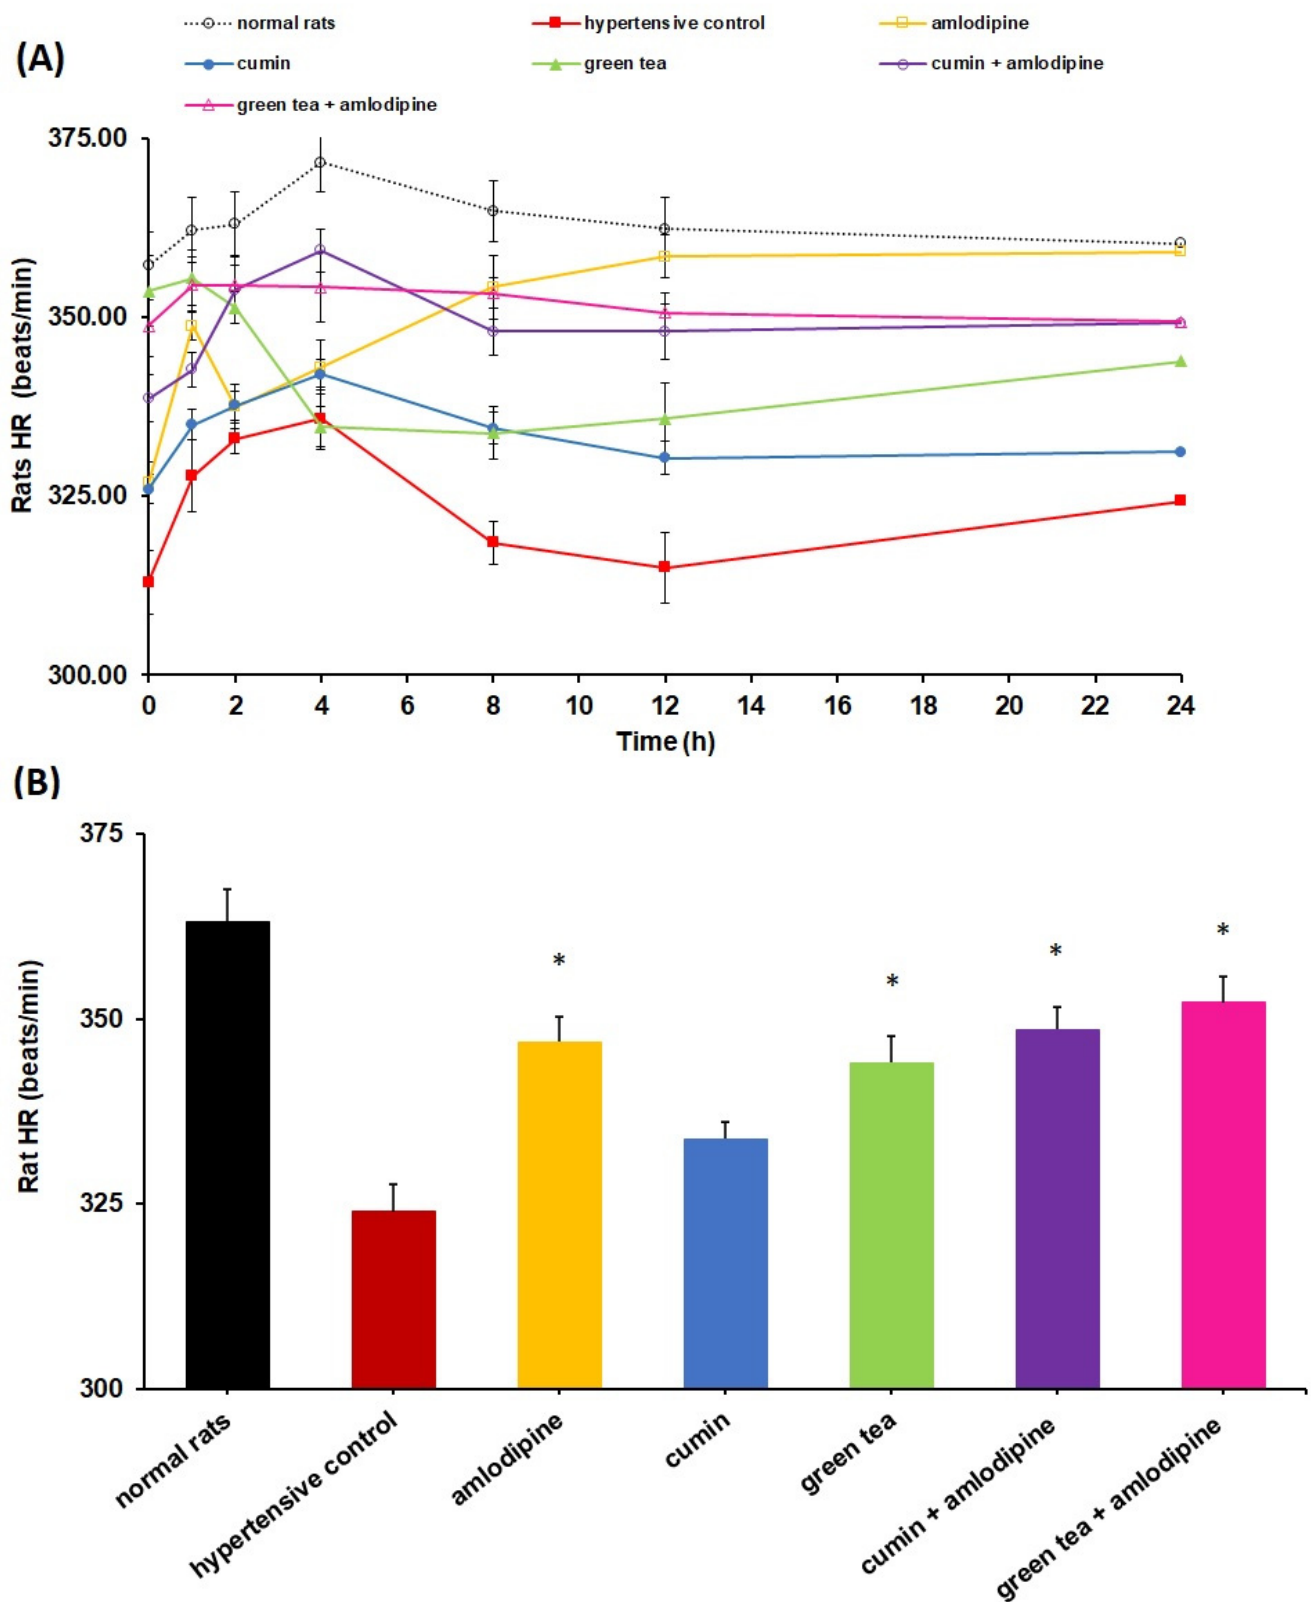 normal rats hypertensive control amlodipine
(A)
cumin green tea cumin + amlodipine
green tea + amlodipine
375.00
350.00
325.00
300.00
Rats HR (beats/min)
0 2 4 6 8 10 12 14 16 18 20 22 24
Time (h)
(B)
375
350
325
300
Rat HR (beats/min)
* * * *
normal rats
hypertensive control
amlodipine
cumin
green tea
cumin + amlodipine
green tea + amlodipine